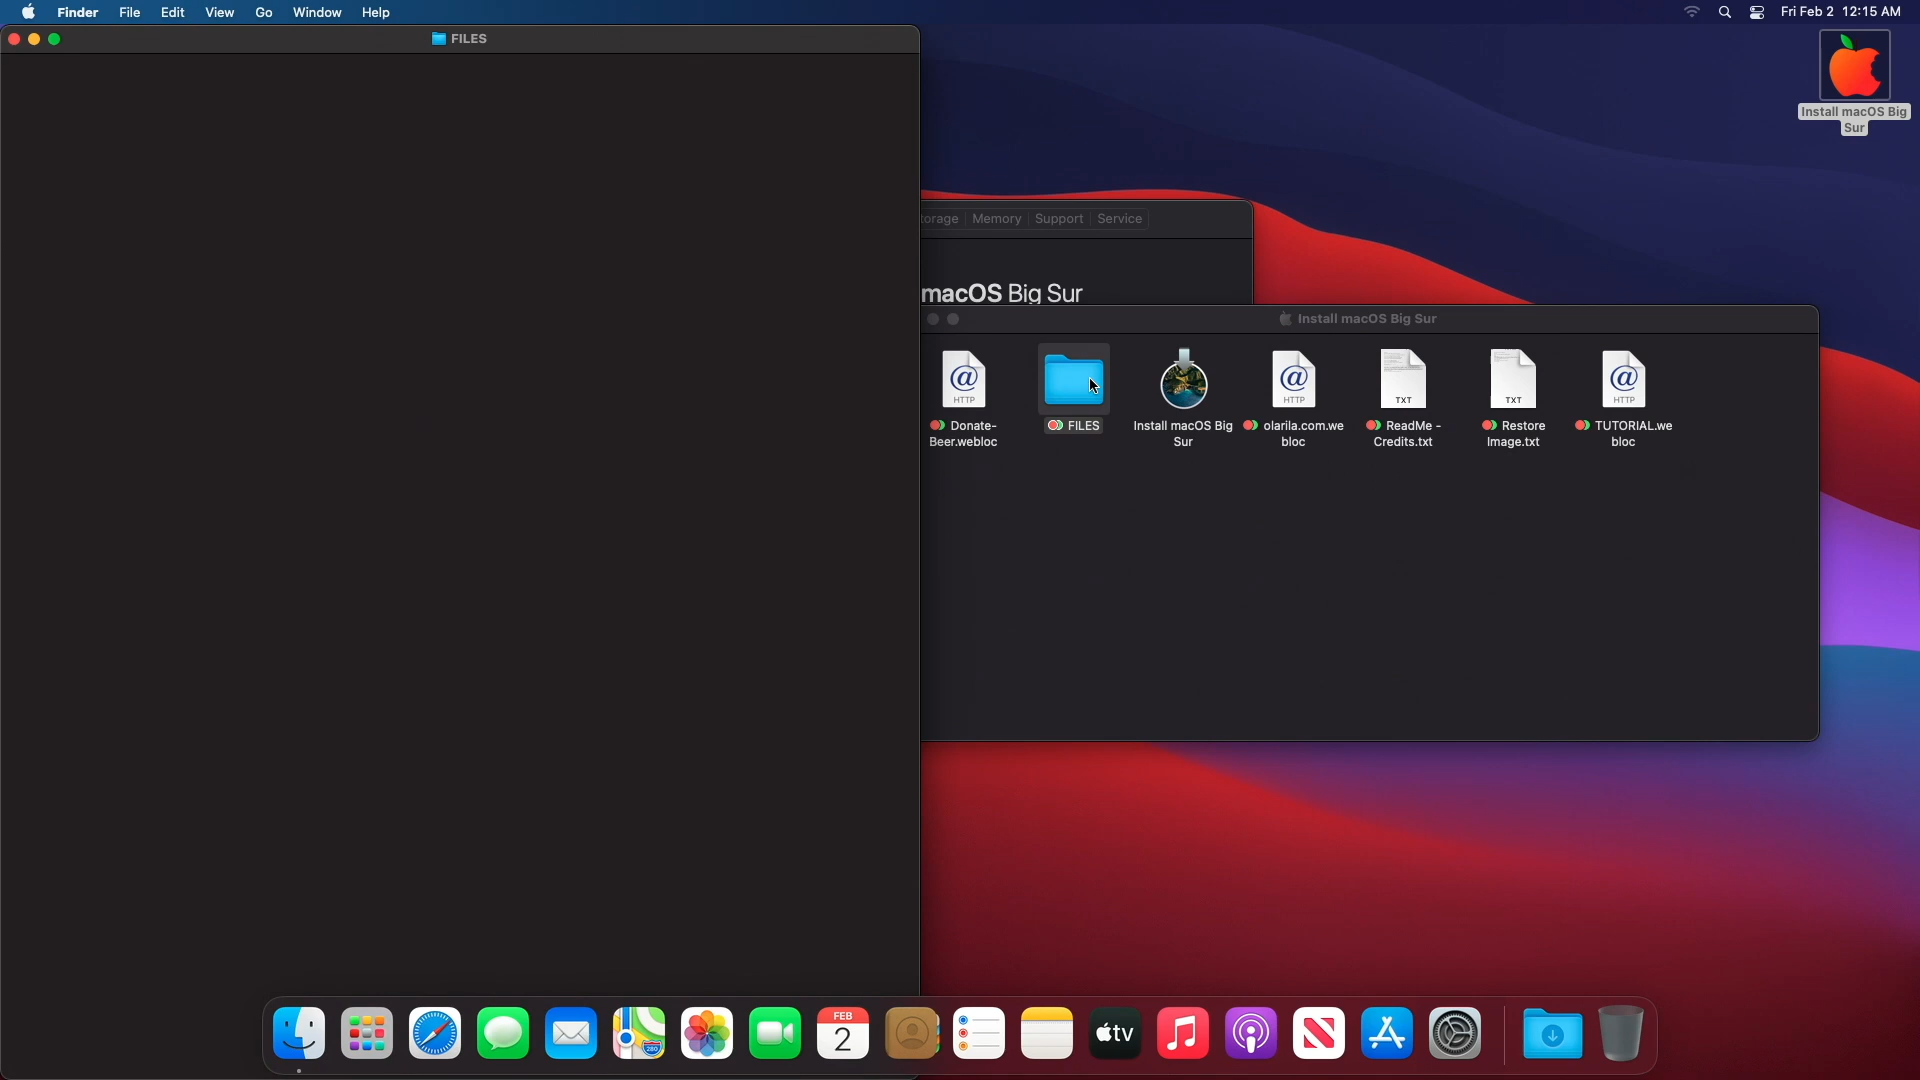 Finder File Edit View Go Window Help
Fri Feb 2 12:15 AM
FILES
Install macOS Big
Sur
Memory Support Service
macOS Big Sur
Install macOS Big Sur
HTTP
Donate-
Beer.webloc
FILES
Install macOS Big
Sur
HTTP
olarila.com.we
bloc
TXT
ReadMe -
Credits.txt
TXT
Restore
Image.txt
HTTP
TUTORIAL.we
bloc
280
FEB
2
tv